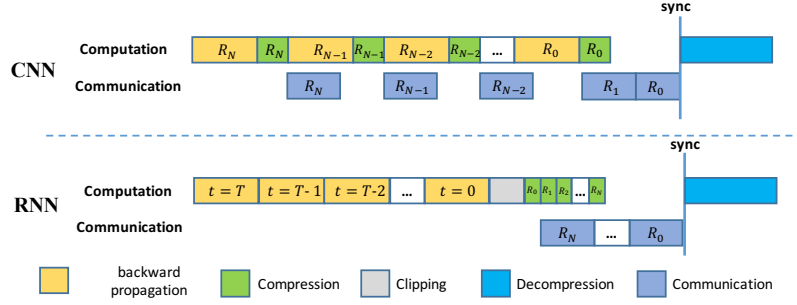 sync
Computation R_N R_N R_{N-1} R_{N-1} R_{N-2} R_{N-2} ... R_0 R_0
CNN
Communication R_N R_{N-1} R_{N-2} R_1 R_0
sync
Computation t = T t = T-1 t = T-2 ... t = 0 R_0 R_1 R_2 ... R_N
RNN
Communication R_N ... R_0
backward propagation Compression Clipping Decompression Communication